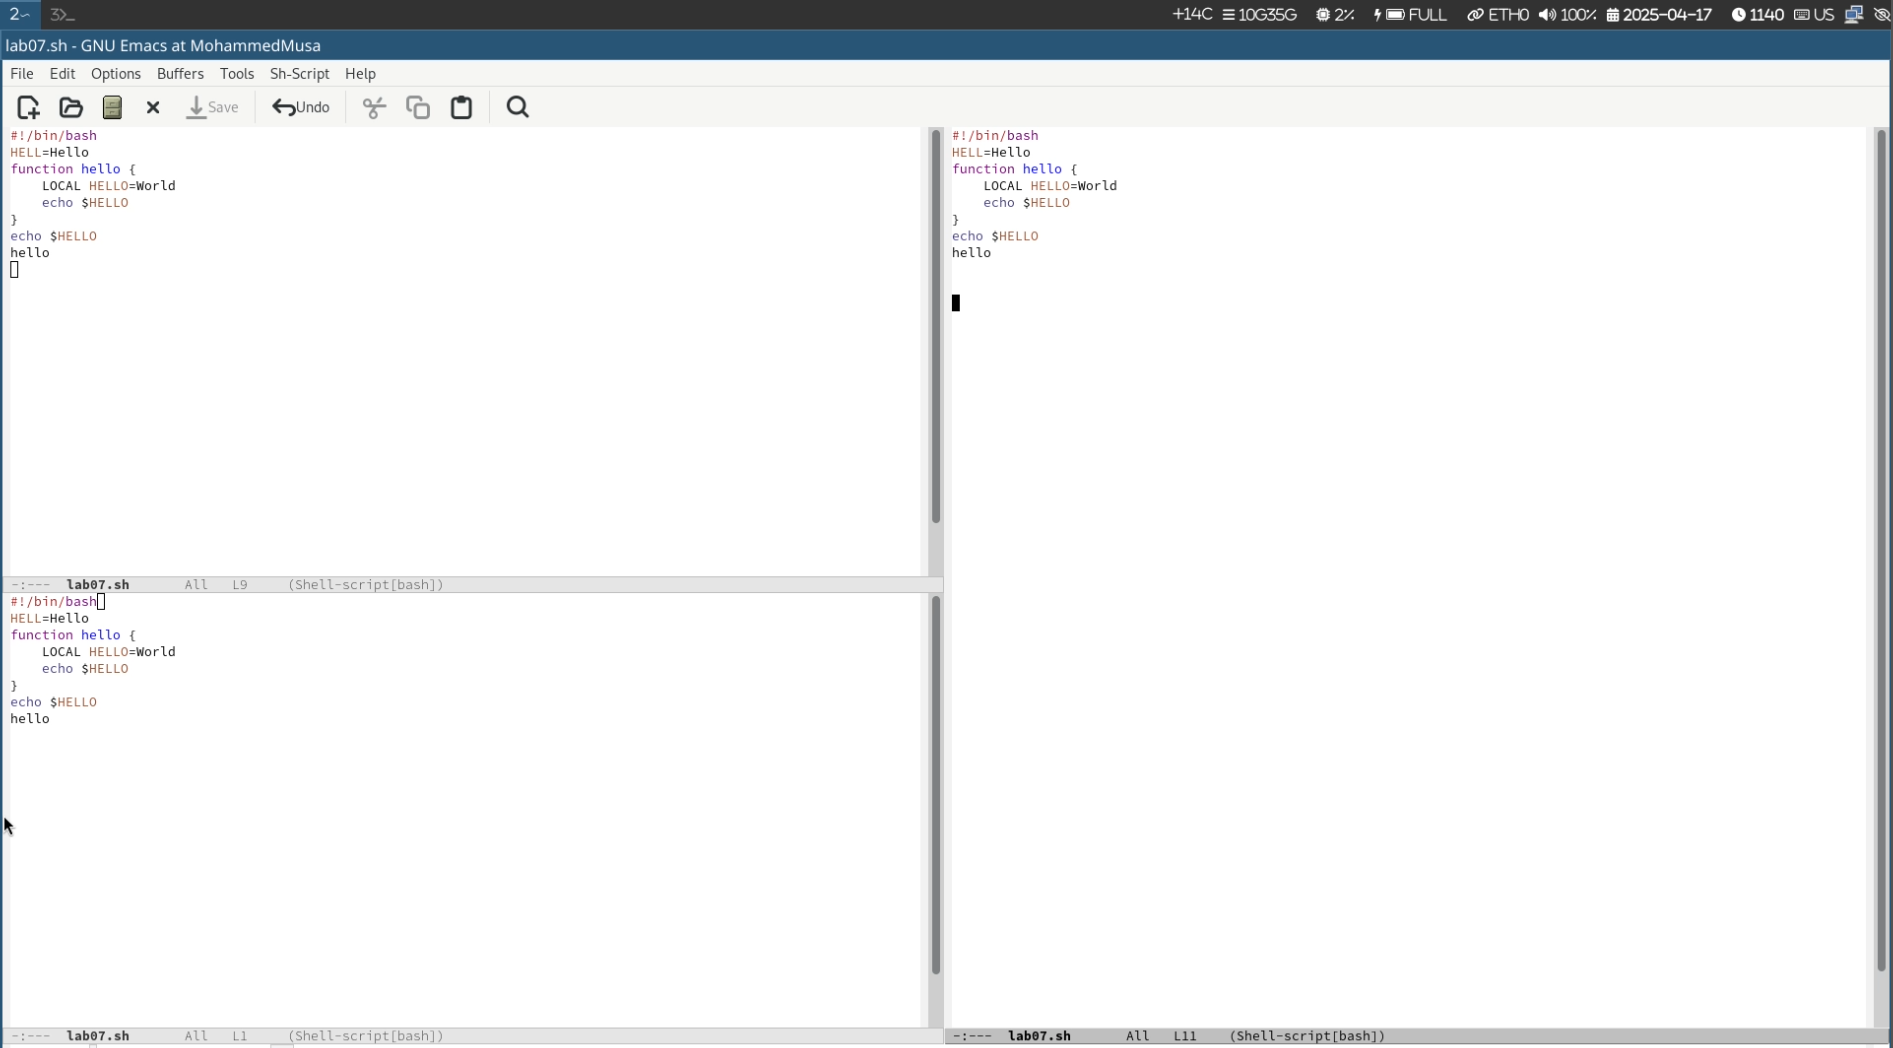 2
3>_
+14C 10G35G 2% FULL ETH0 100% 2025-04-17 1140 US
lab07.sh - GNU Emacs at MohammedMusa
File Edit Options Buffers Tools Sh-Script Help
Save Undo
#!/bin/bash
HELL=Hello
function hello {
    LOCAL HELLO=World
    echo $HELLO
}
echo $HELLO
hello
-:--- lab07.sh All L9 (Shell-script[bash])
#!/bin/bash
HELL=Hello
function hello {
    LOCAL HELLO=World
    echo $HELLO
}
echo $HELLO
hello
-:--- lab07.sh All L1 (Shell-script[bash])
#!/bin/bash
HELL=Hello
function hello {
    LOCAL HELLO=World
    echo $HELLO
}
echo $HELLO
hello
-:--- lab07.sh All L11 (Shell-script[bash])